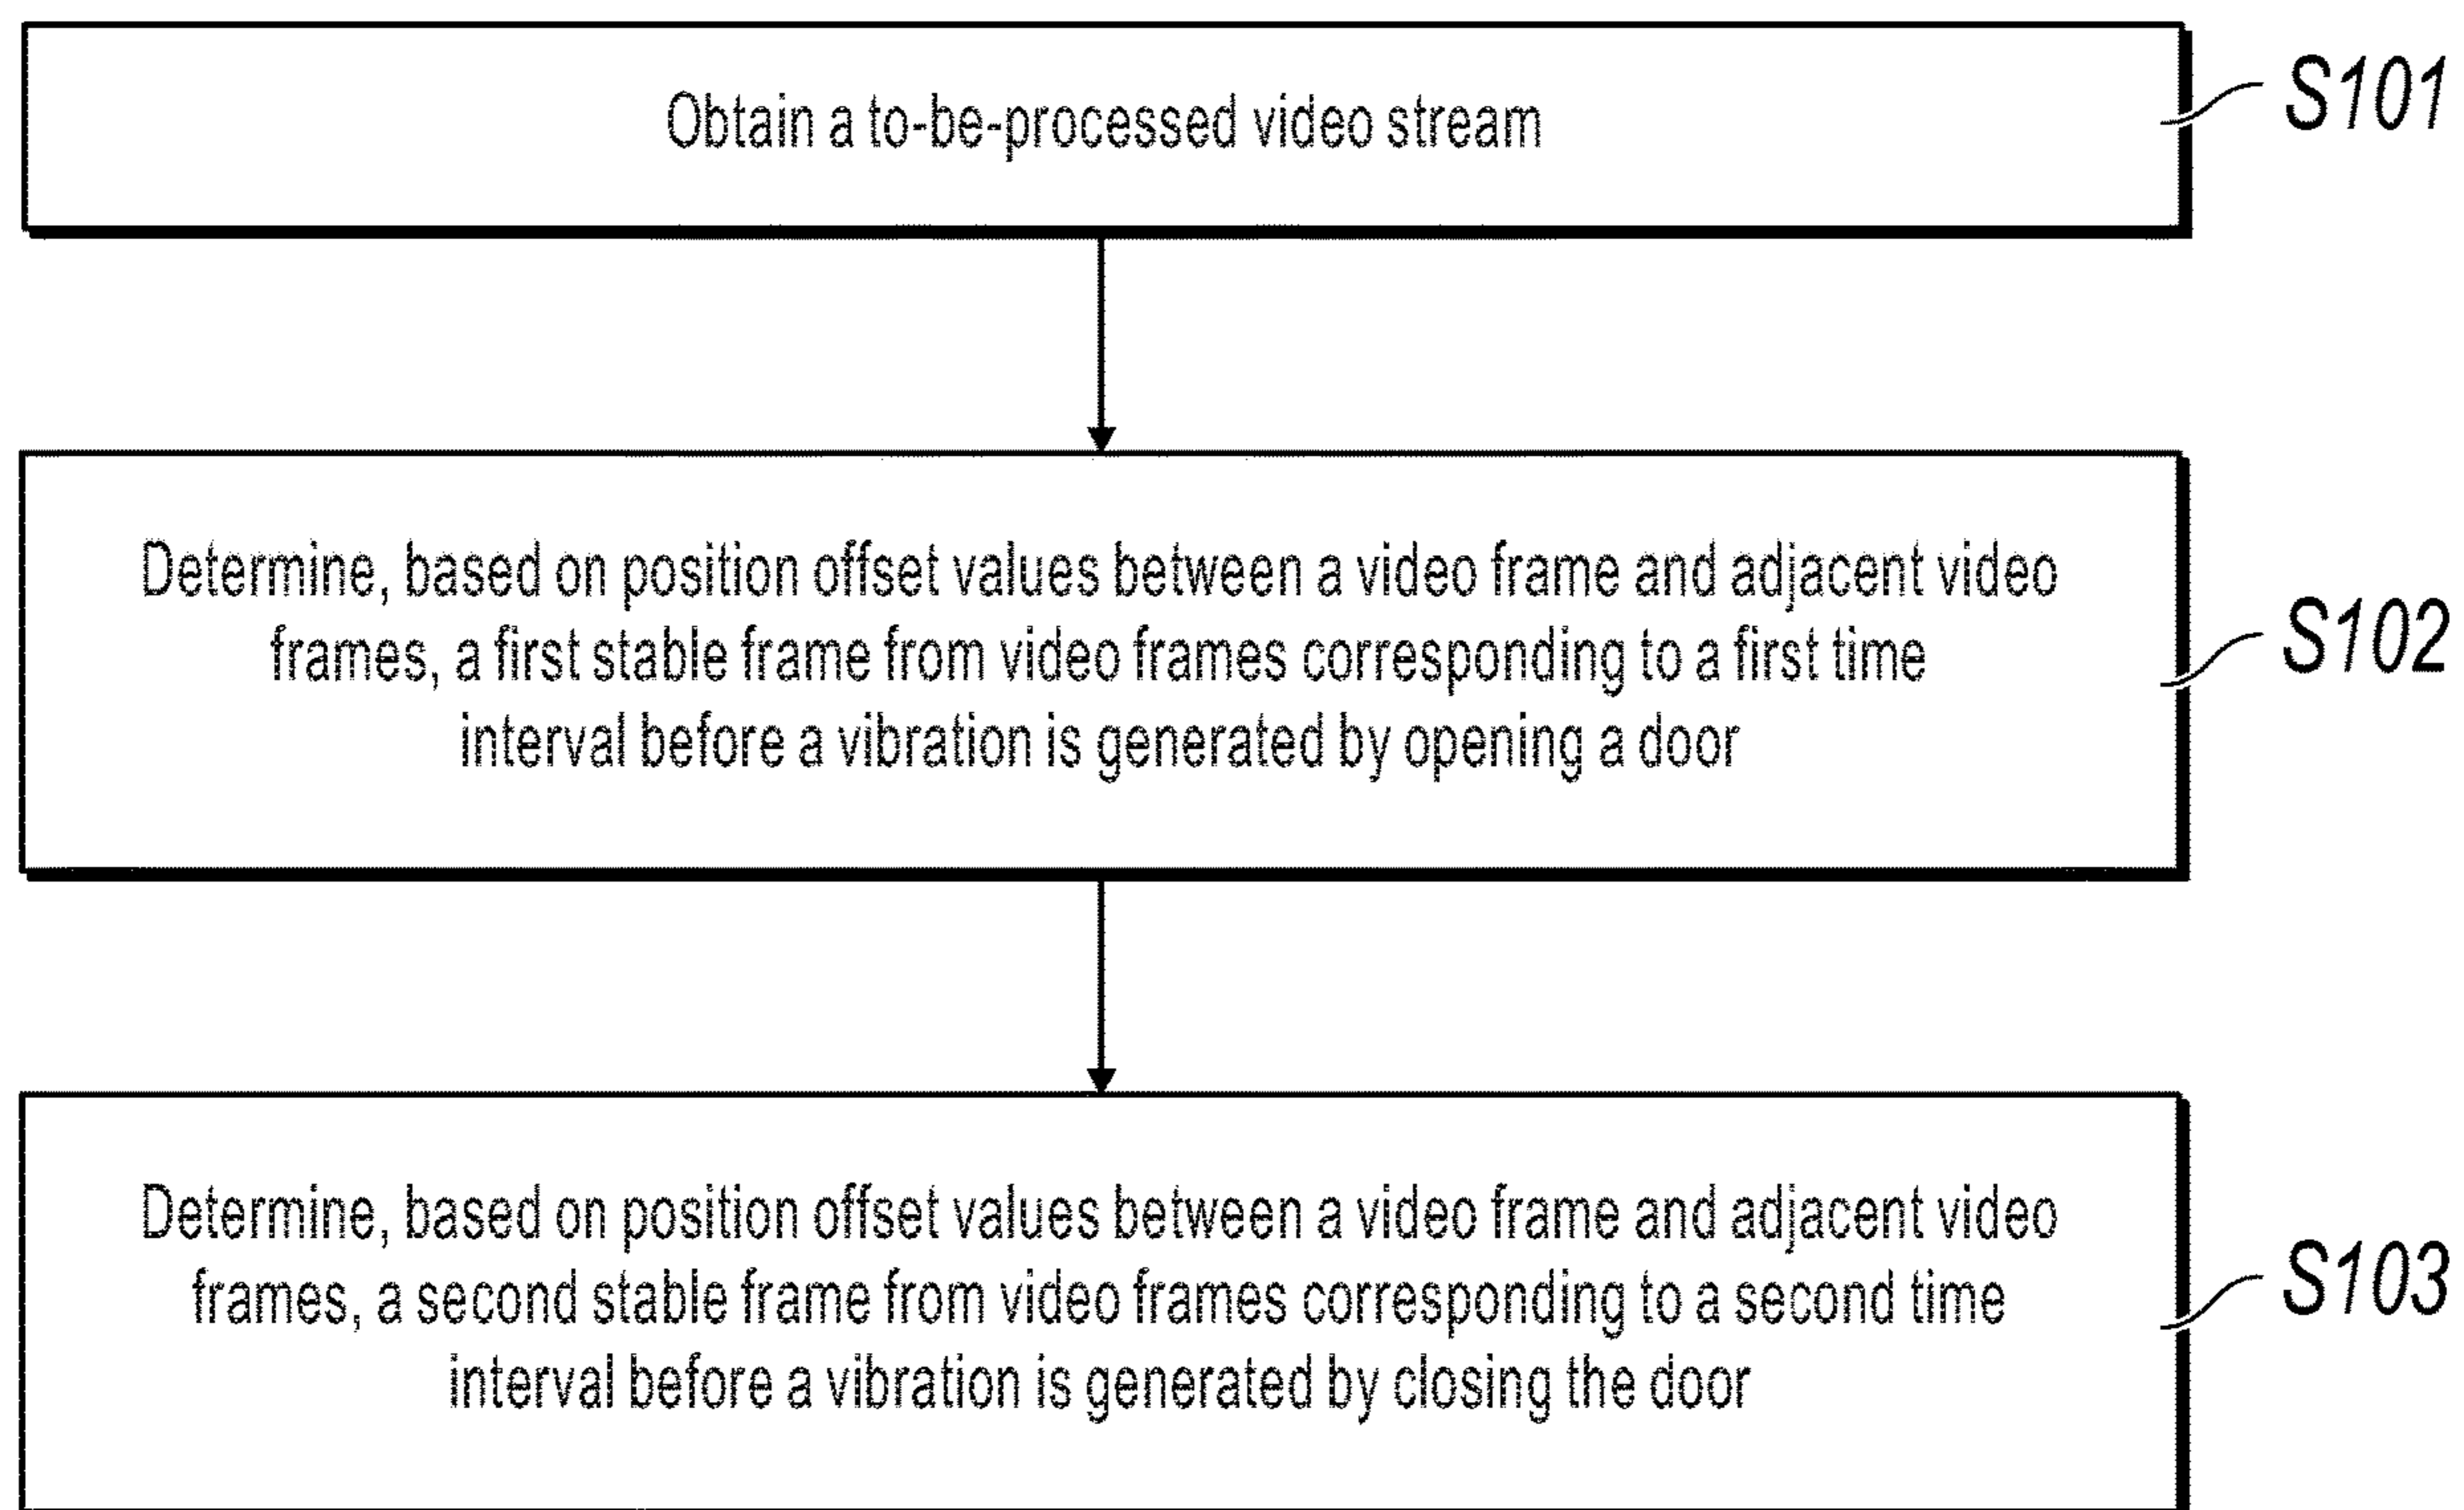 Obtain a to-be-processed video stream
S101
Determine, based on position offset values between a video frame and adjacent video
frames, a first stable frame from video frames corresponding to a first time
interval before a vibration is generated by opening a door
S102
Determine, based on position offset values between a video frame and adjacent video
frames, a second stable frame from video frames corresponding to a second time
interval before a vibration is generated by closing the door
S103